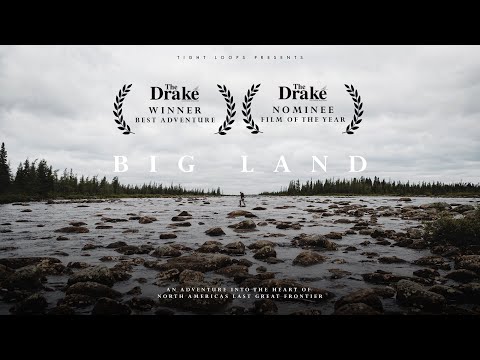 TIGHT LOOPS PRESENTS
The Drake
WINNER
BEST ADVENTURE
The Drake
NOMINEE
FILM OF THE YEAR
BIG LAND
AN ADVENTURE INTO THE HEART OF
NORTH AMERICAS LAST GREAT FRONTIER